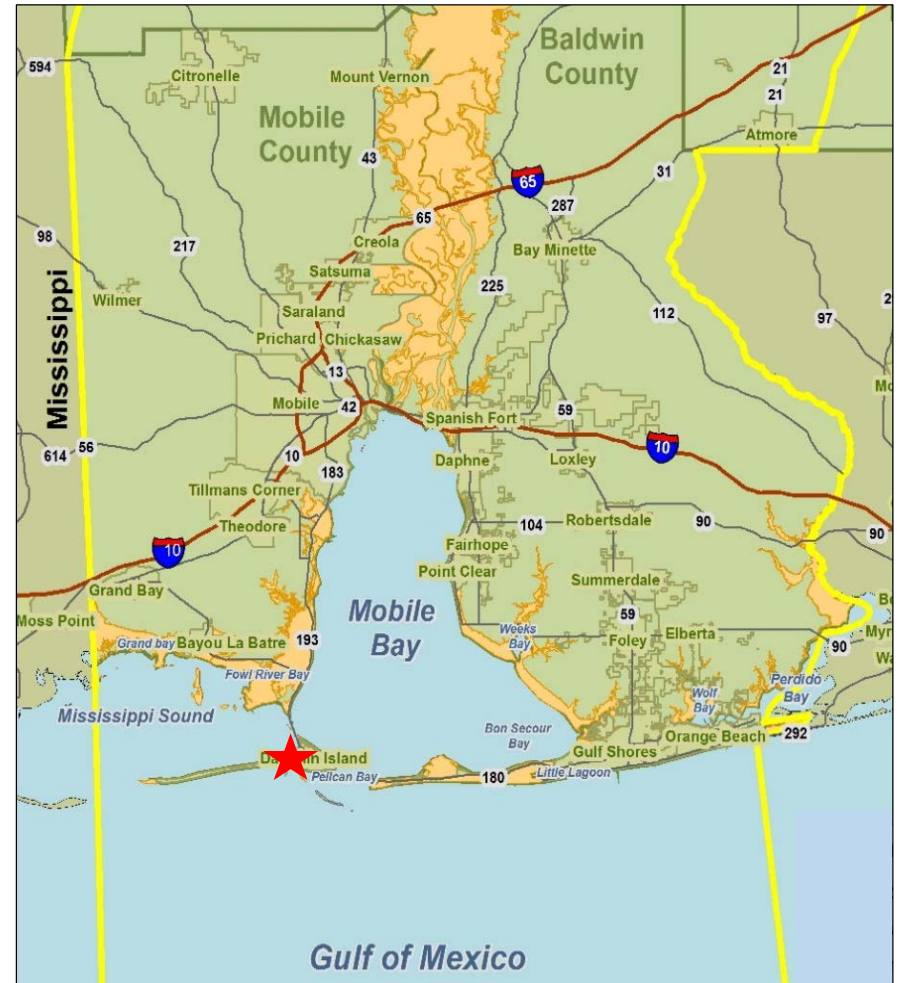 Baldwin
County
21
21
594
Citronelle
Mount Vernon
Mobile
County
Atmore
43
31
65
287
65
Creola
Bay Minette
98
217
Satsuma
225
Mississippi
Wilmer
Saraland
112
97
Prichard
Chickasaw
13
Mobile
42
Spanish Fort
59
614
56
10
183
Daphne
Loxley
10
Tillmans Corner
Theodore
104
Robertsdale
90
90
10
Fairhope
Point Clear
Summerdale
Grand Bay
Mobile
Bay
59
Moss Point
Weeks
Bay
Foley
Elberta
193
Grand bay
Bayou La Batre
90
Fowl River Bay
Wolf
Bay
Perdido
Bay
Mississippi Sound
Bon Secour
Bay
Orange Beach
292
Gulf Shores
Island
Pelican Bay
180
Little Lagoon
Gulf of Mexico